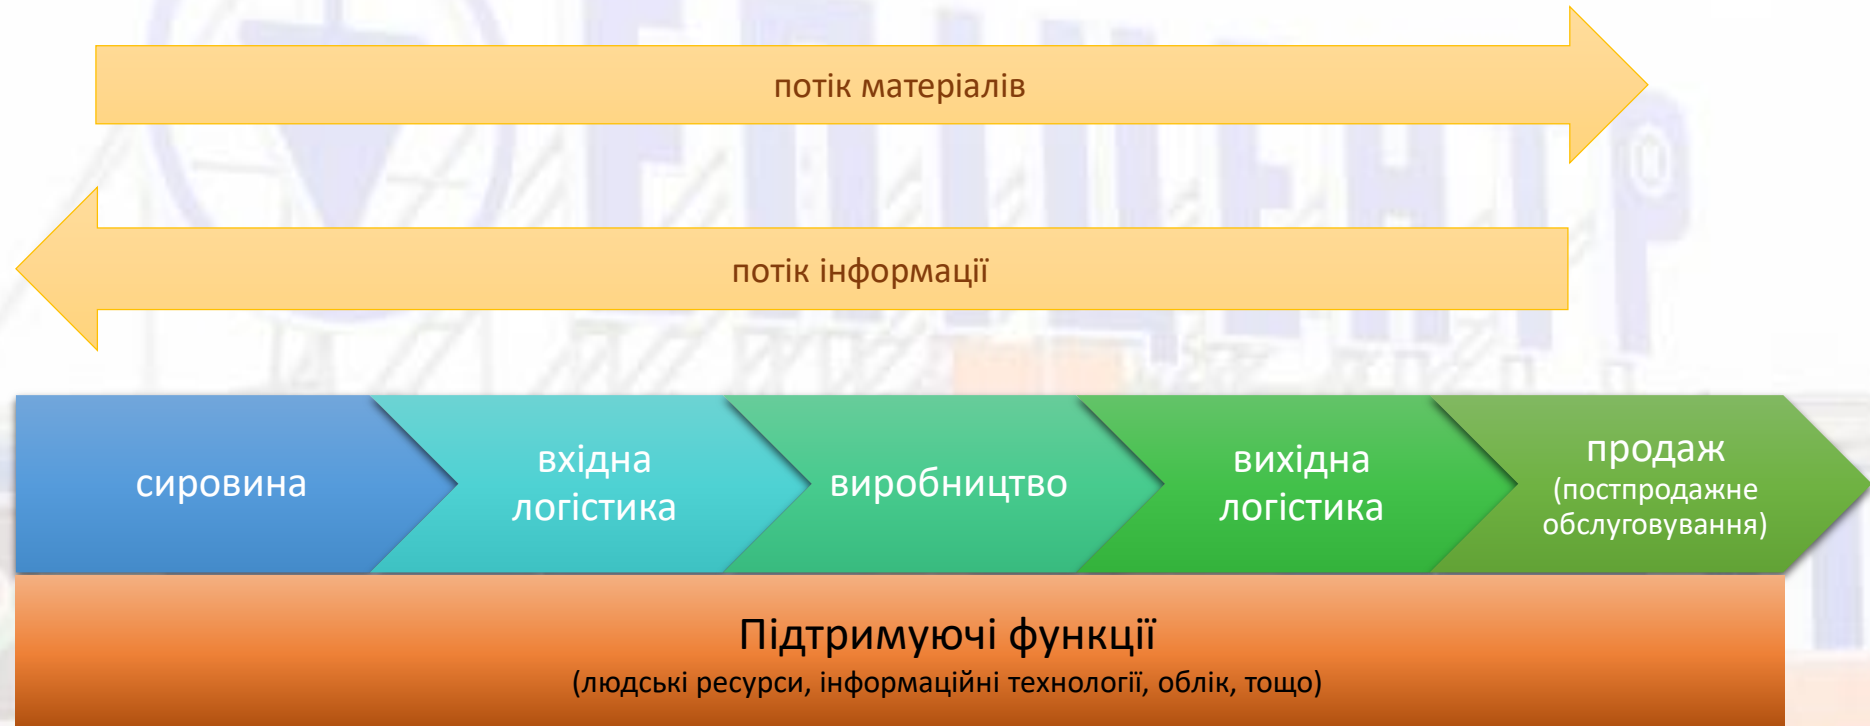 ЕПІЦЕНТР
потік матеріалів
потік інформації
сировина
вхідна
логістика
виробництво
вихідна
логістика
продаж
(постпродажне
обслуговування)
Підтримуючі функції
(людські ресурси, інформаційні технології, облік, тощо)